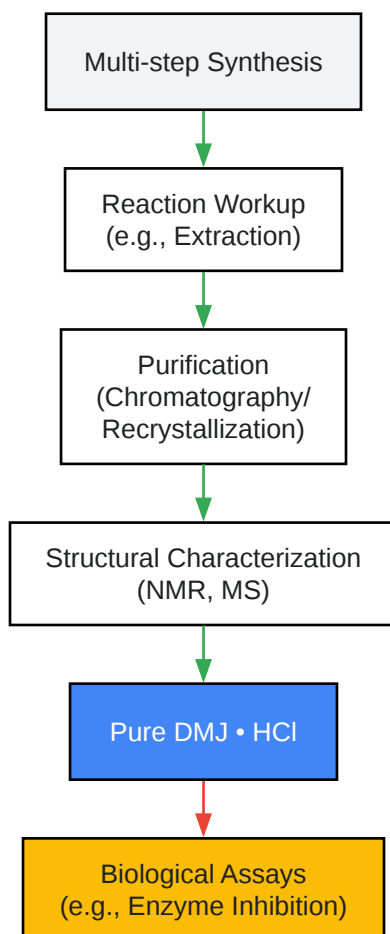 Multi-step Synthesis
Reaction Workup
(e.g., Extraction)
Purification
(Chromatography/
Recrystallization)
Structural Characterization
(NMR, MS)
Pure DMJ • HCl
Biological Assays
(e.g., Enzyme Inhibition)